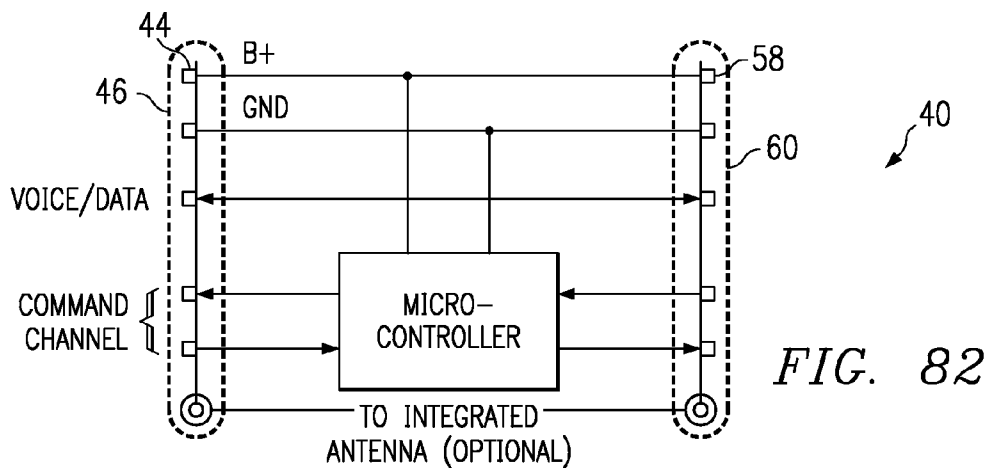 44
B+
58
46
GND
60
40
VOICE/DATA
COMMAND
CHANNEL
MICRO-
CONTROLLER
FIG. 82
TO INTEGRATED
ANTENNA (OPTIONAL)